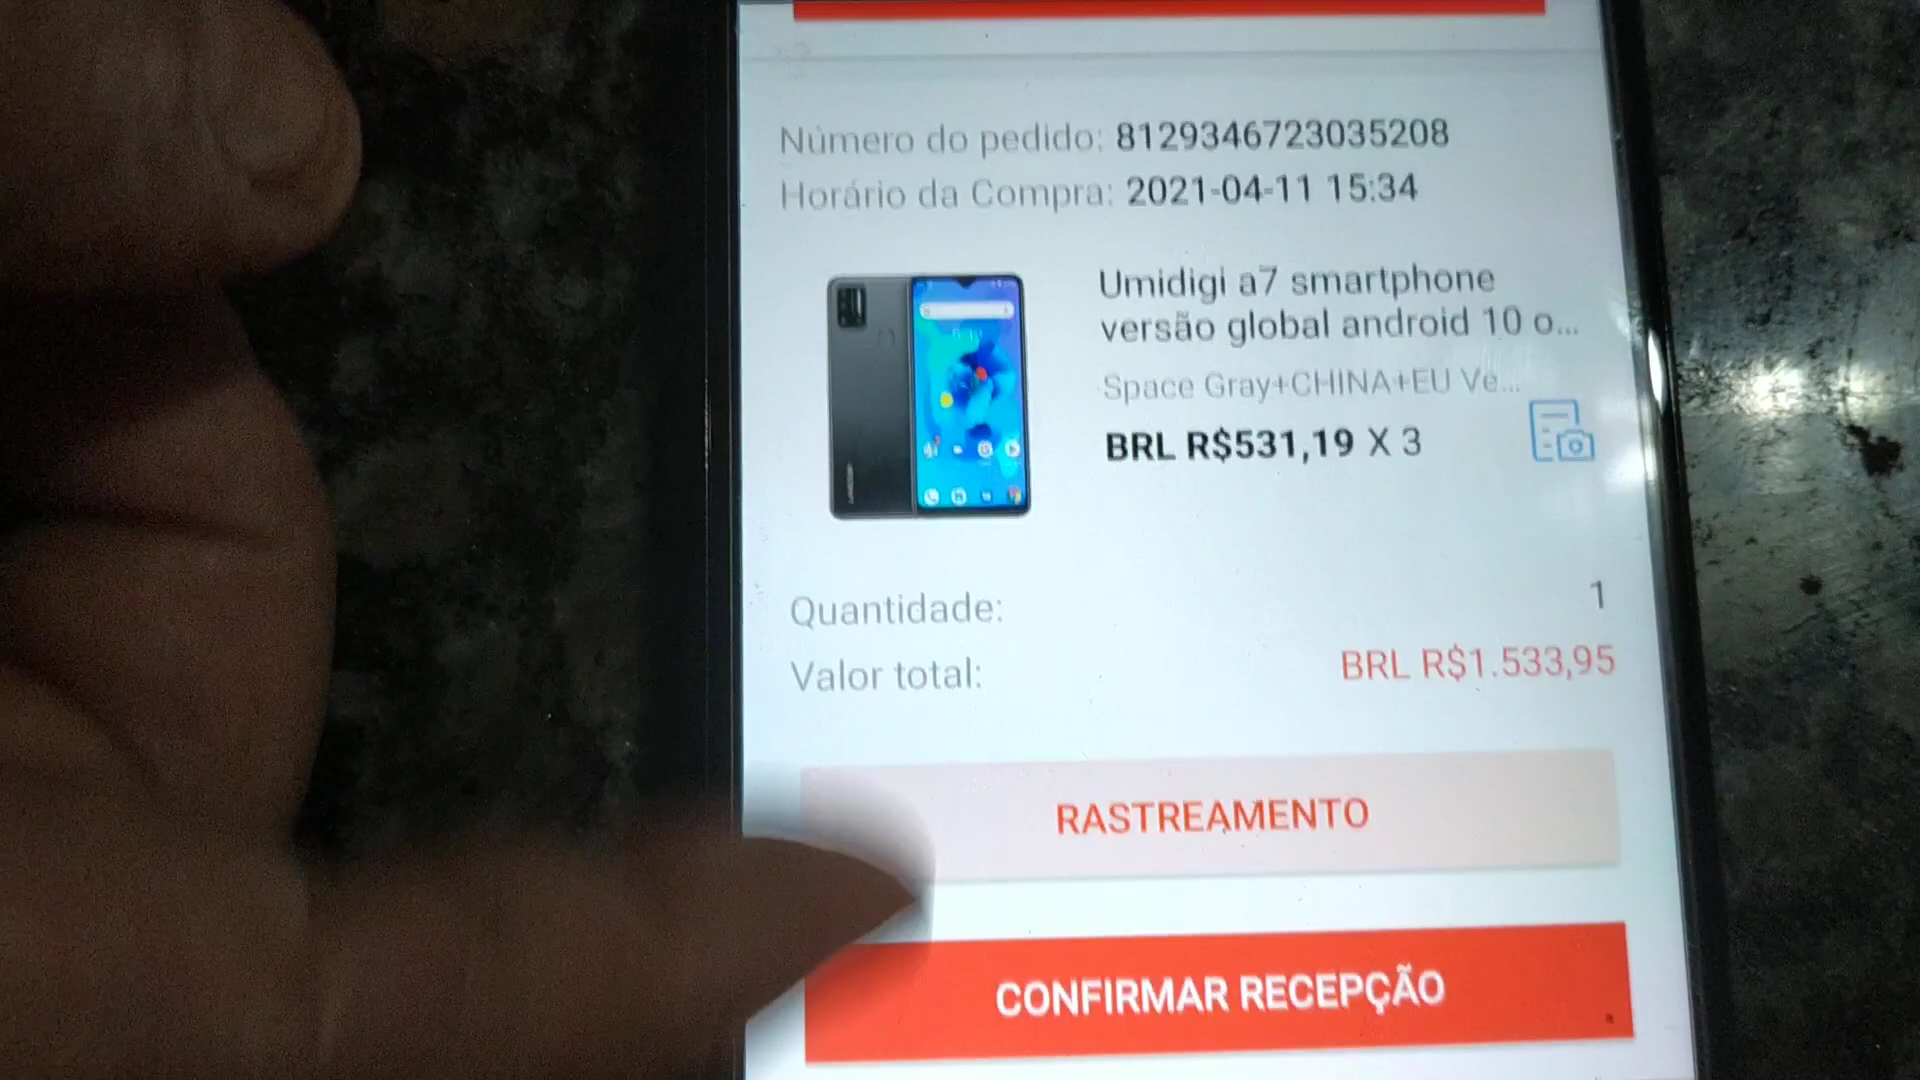 Número do pedido: 8129346723035208
Horário da Compra: 2021-04-11 15:34
Umidigi a7 smartphone
versão global android 10 o...
Space Gray+CHINA+EU Ve...
BRL R$531,19 X 3
Quantidade: 1
Valor total: BRL R$1.533,95
RASTREAMENTO
CONFIRMAR RECEPÇÃO